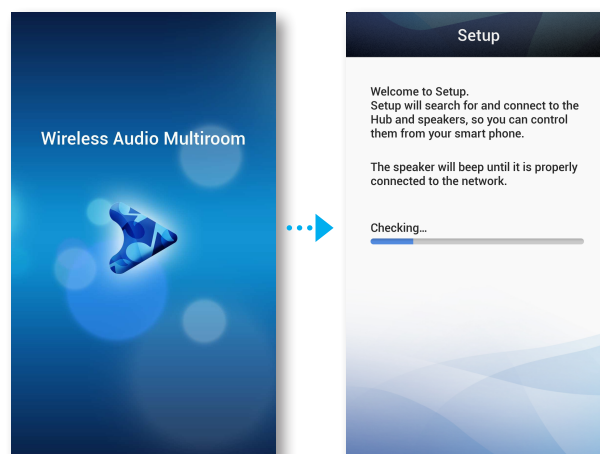 Wireless Audio Multiroom
Setup
Welcome to Setup.
Setup will search for and connect to the
Hub and speakers, so you can control
them from your smart phone.
The speaker will beep until it is properly
connected to the network.
Checking...